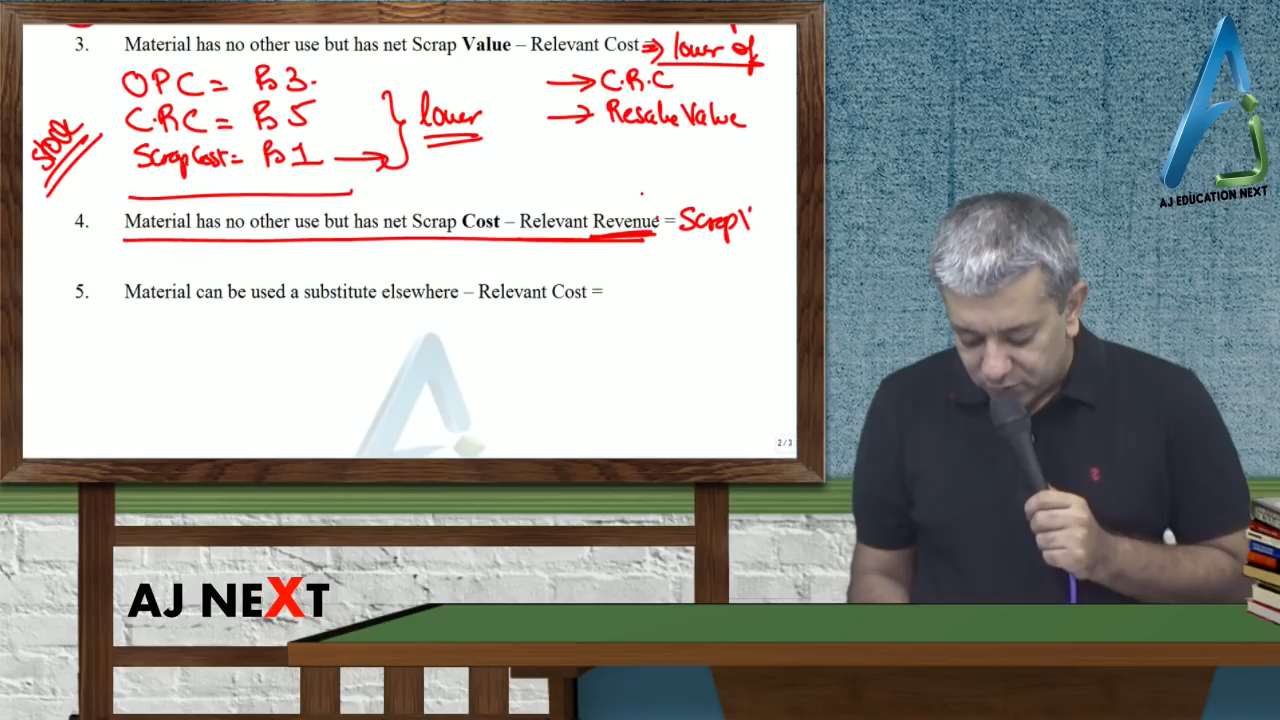 3. Material has no other use but has net Scrap Value – Relevant Cost => lower of
OPC = Rs 3.
→ C.R.C
C.RC = Rs 5
lower
→ Resale Value
Stock
Scrap Cost = Rs 1
4. Material has no other use but has net Scrap Cost – Relevant Revenue = Scrap
5. Material can be used a substitute elsewhere – Relevant Cost =
2/3
AJ EDUCATION NEXT
AJ NEXT